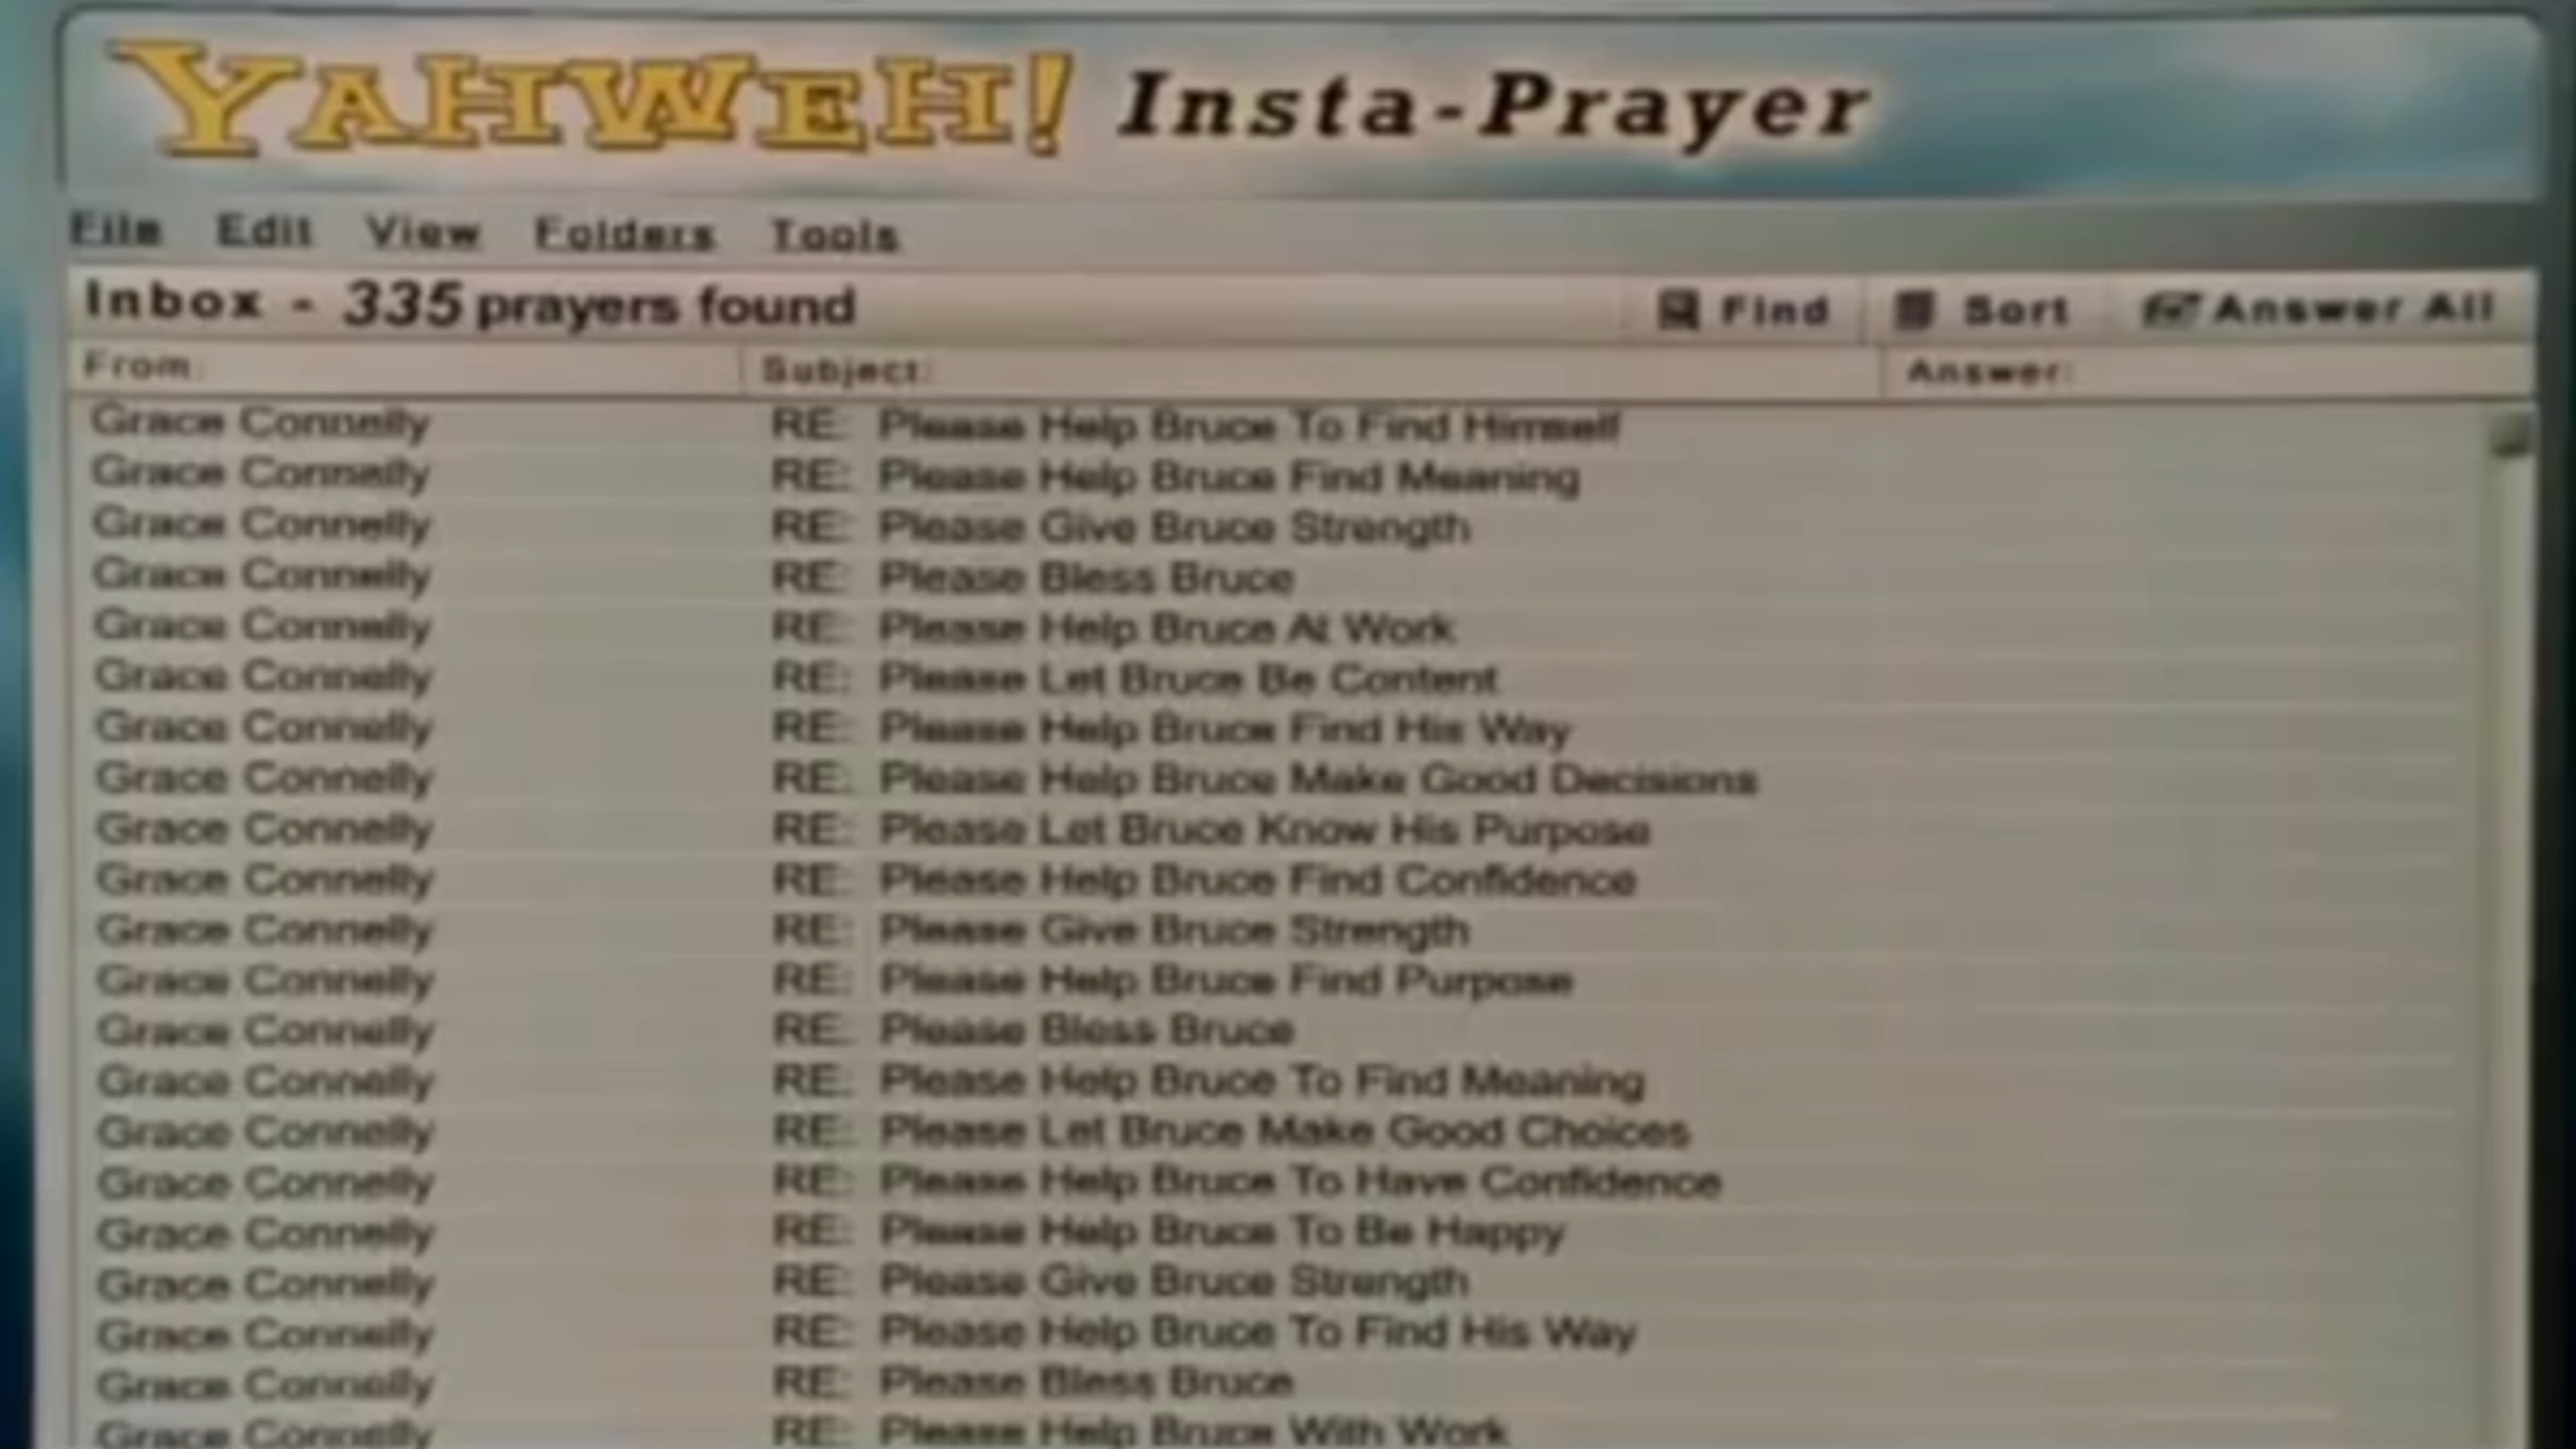 YAHWEH! Insta-Prayer
File Edit View Folders Tools
Inbox - 335 prayers found Find Sort Answer All
From: Subject: Answer:
Grace Connelly RE: Please Help Bruce To Find Himself
Grace Connelly RE: Please Help Bruce Find Meaning
Grace Connelly RE: Please Give Bruce Strength
Grace Connelly RE: Please Bless Bruce
Grace Connelly RE: Please Help Bruce At Work
Grace Connelly RE: Please Let Bruce Be Content
Grace Connelly RE: Please Help Bruce Find His Way
Grace Connelly RE: Please Help Bruce Make Good Decisions
Grace Connelly RE: Please Let Bruce Know His Purpose
Grace Connelly RE: Please Help Bruce Find Confidence
Grace Connelly RE: Please Give Bruce Strength
Grace Connelly RE: Please Help Bruce Find Purpose
Grace Connelly RE: Please Bless Bruce
Grace Connelly RE: Please Help Bruce To Find Meaning
Grace Connelly RE: Please Let Bruce Make Good Choices
Grace Connelly RE: Please Help Bruce To Have Confidence
Grace Connelly RE: Please Help Bruce To Be Happy
Grace Connelly RE: Please Give Bruce Strength
Grace Connelly RE: Please Help Bruce To Find His Way
Grace Connelly RE: Please Bless Bruce
Grace Connelly RE: Please Help Bruce With Work